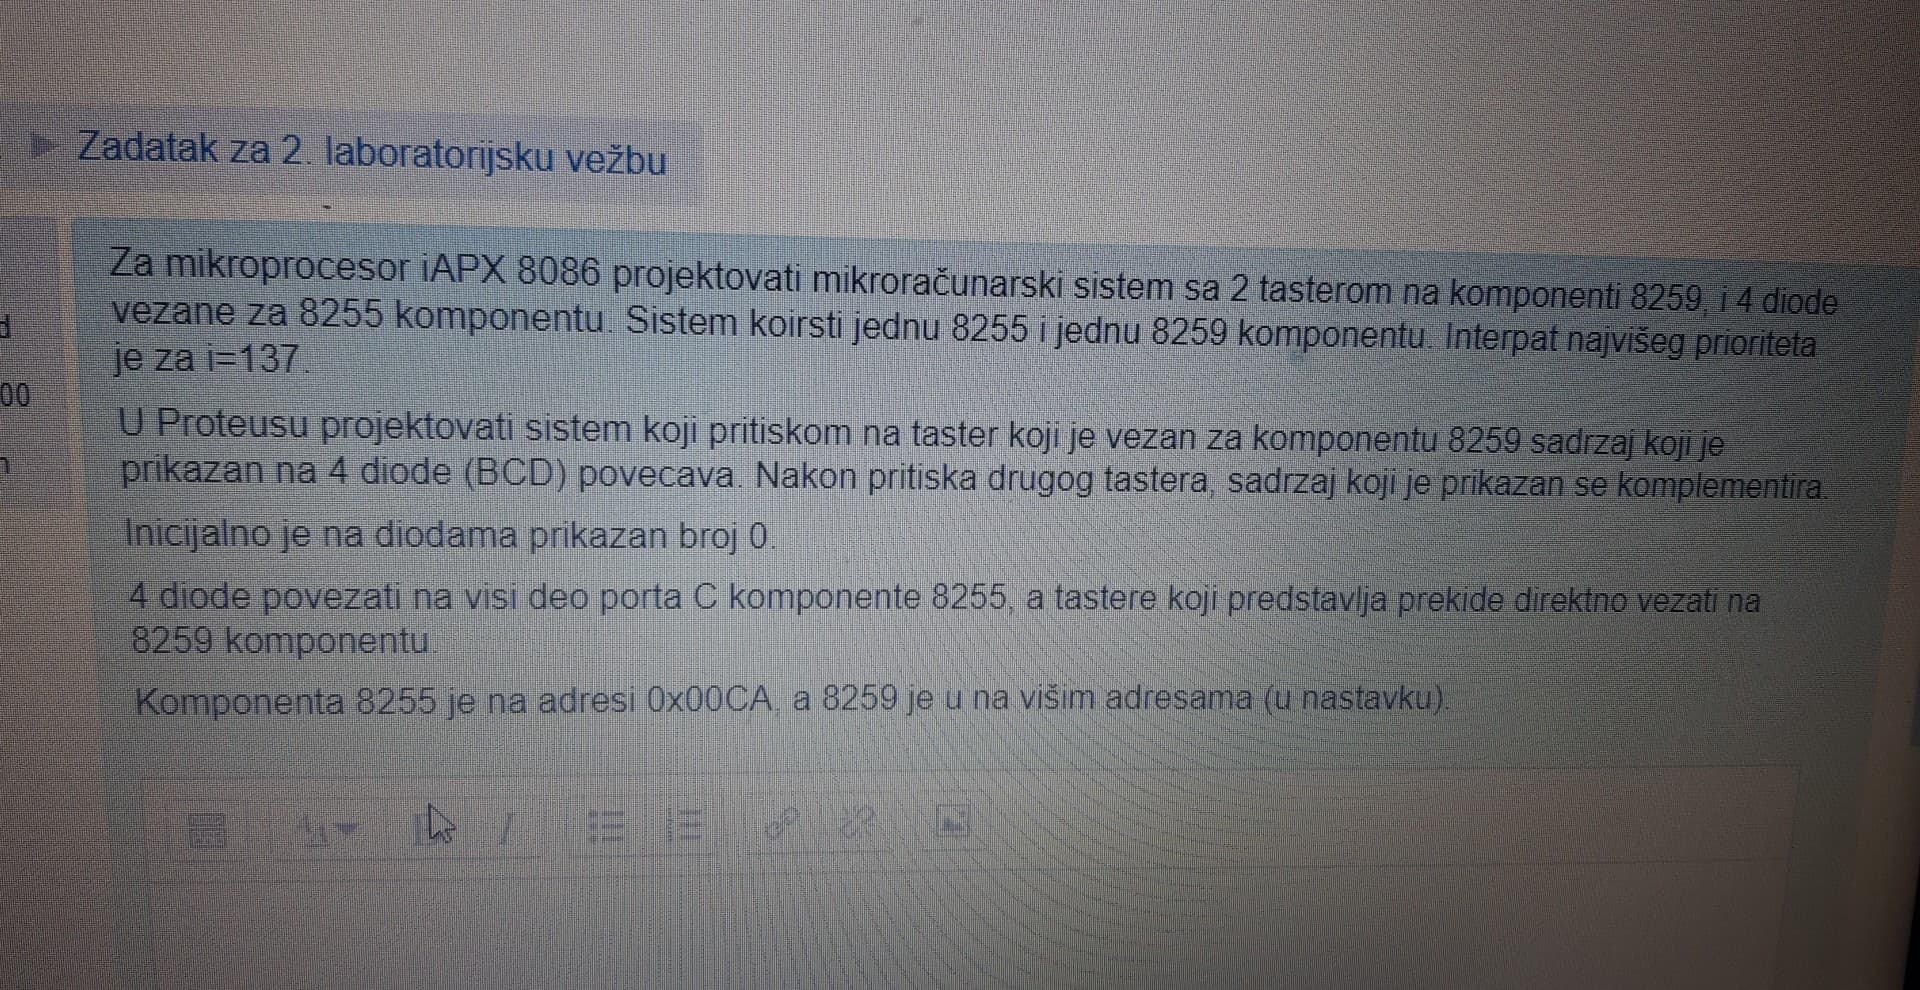 Zadatak za 2. laboratorijsku vežbu
Za mikroprocesor iAPX 8086 projektovati mikroračunarski sistem sa 2 tasterom na komponenti 8259, i 4 diode
vezane za 8255 komponentu. Sistem koirsti jednu 8255 i jednu 8259 komponentu. Interpat najvišeg prioriteta
d
je za i=137.
00
U Proteusu projektovati sistem koji pritiskom na taster koji je vezan za komponentu 8259 sadrzaj koji je
prikazan na 4 diode (BCD) povecava. Nakon pritiska drugog tastera, sadrzaj koji je prikazan se komplementira.
Inicijalno je na diodama prikazan broj 0.
4 diode povezati na visi deo porta C komponente 8255, a tastere koji predstavlja prekide direktno vezati na
8259 komponentu.
Komponenta 8255 je na adresi 0x00CA, a 8259 je u na višim adresama (u nastavku).